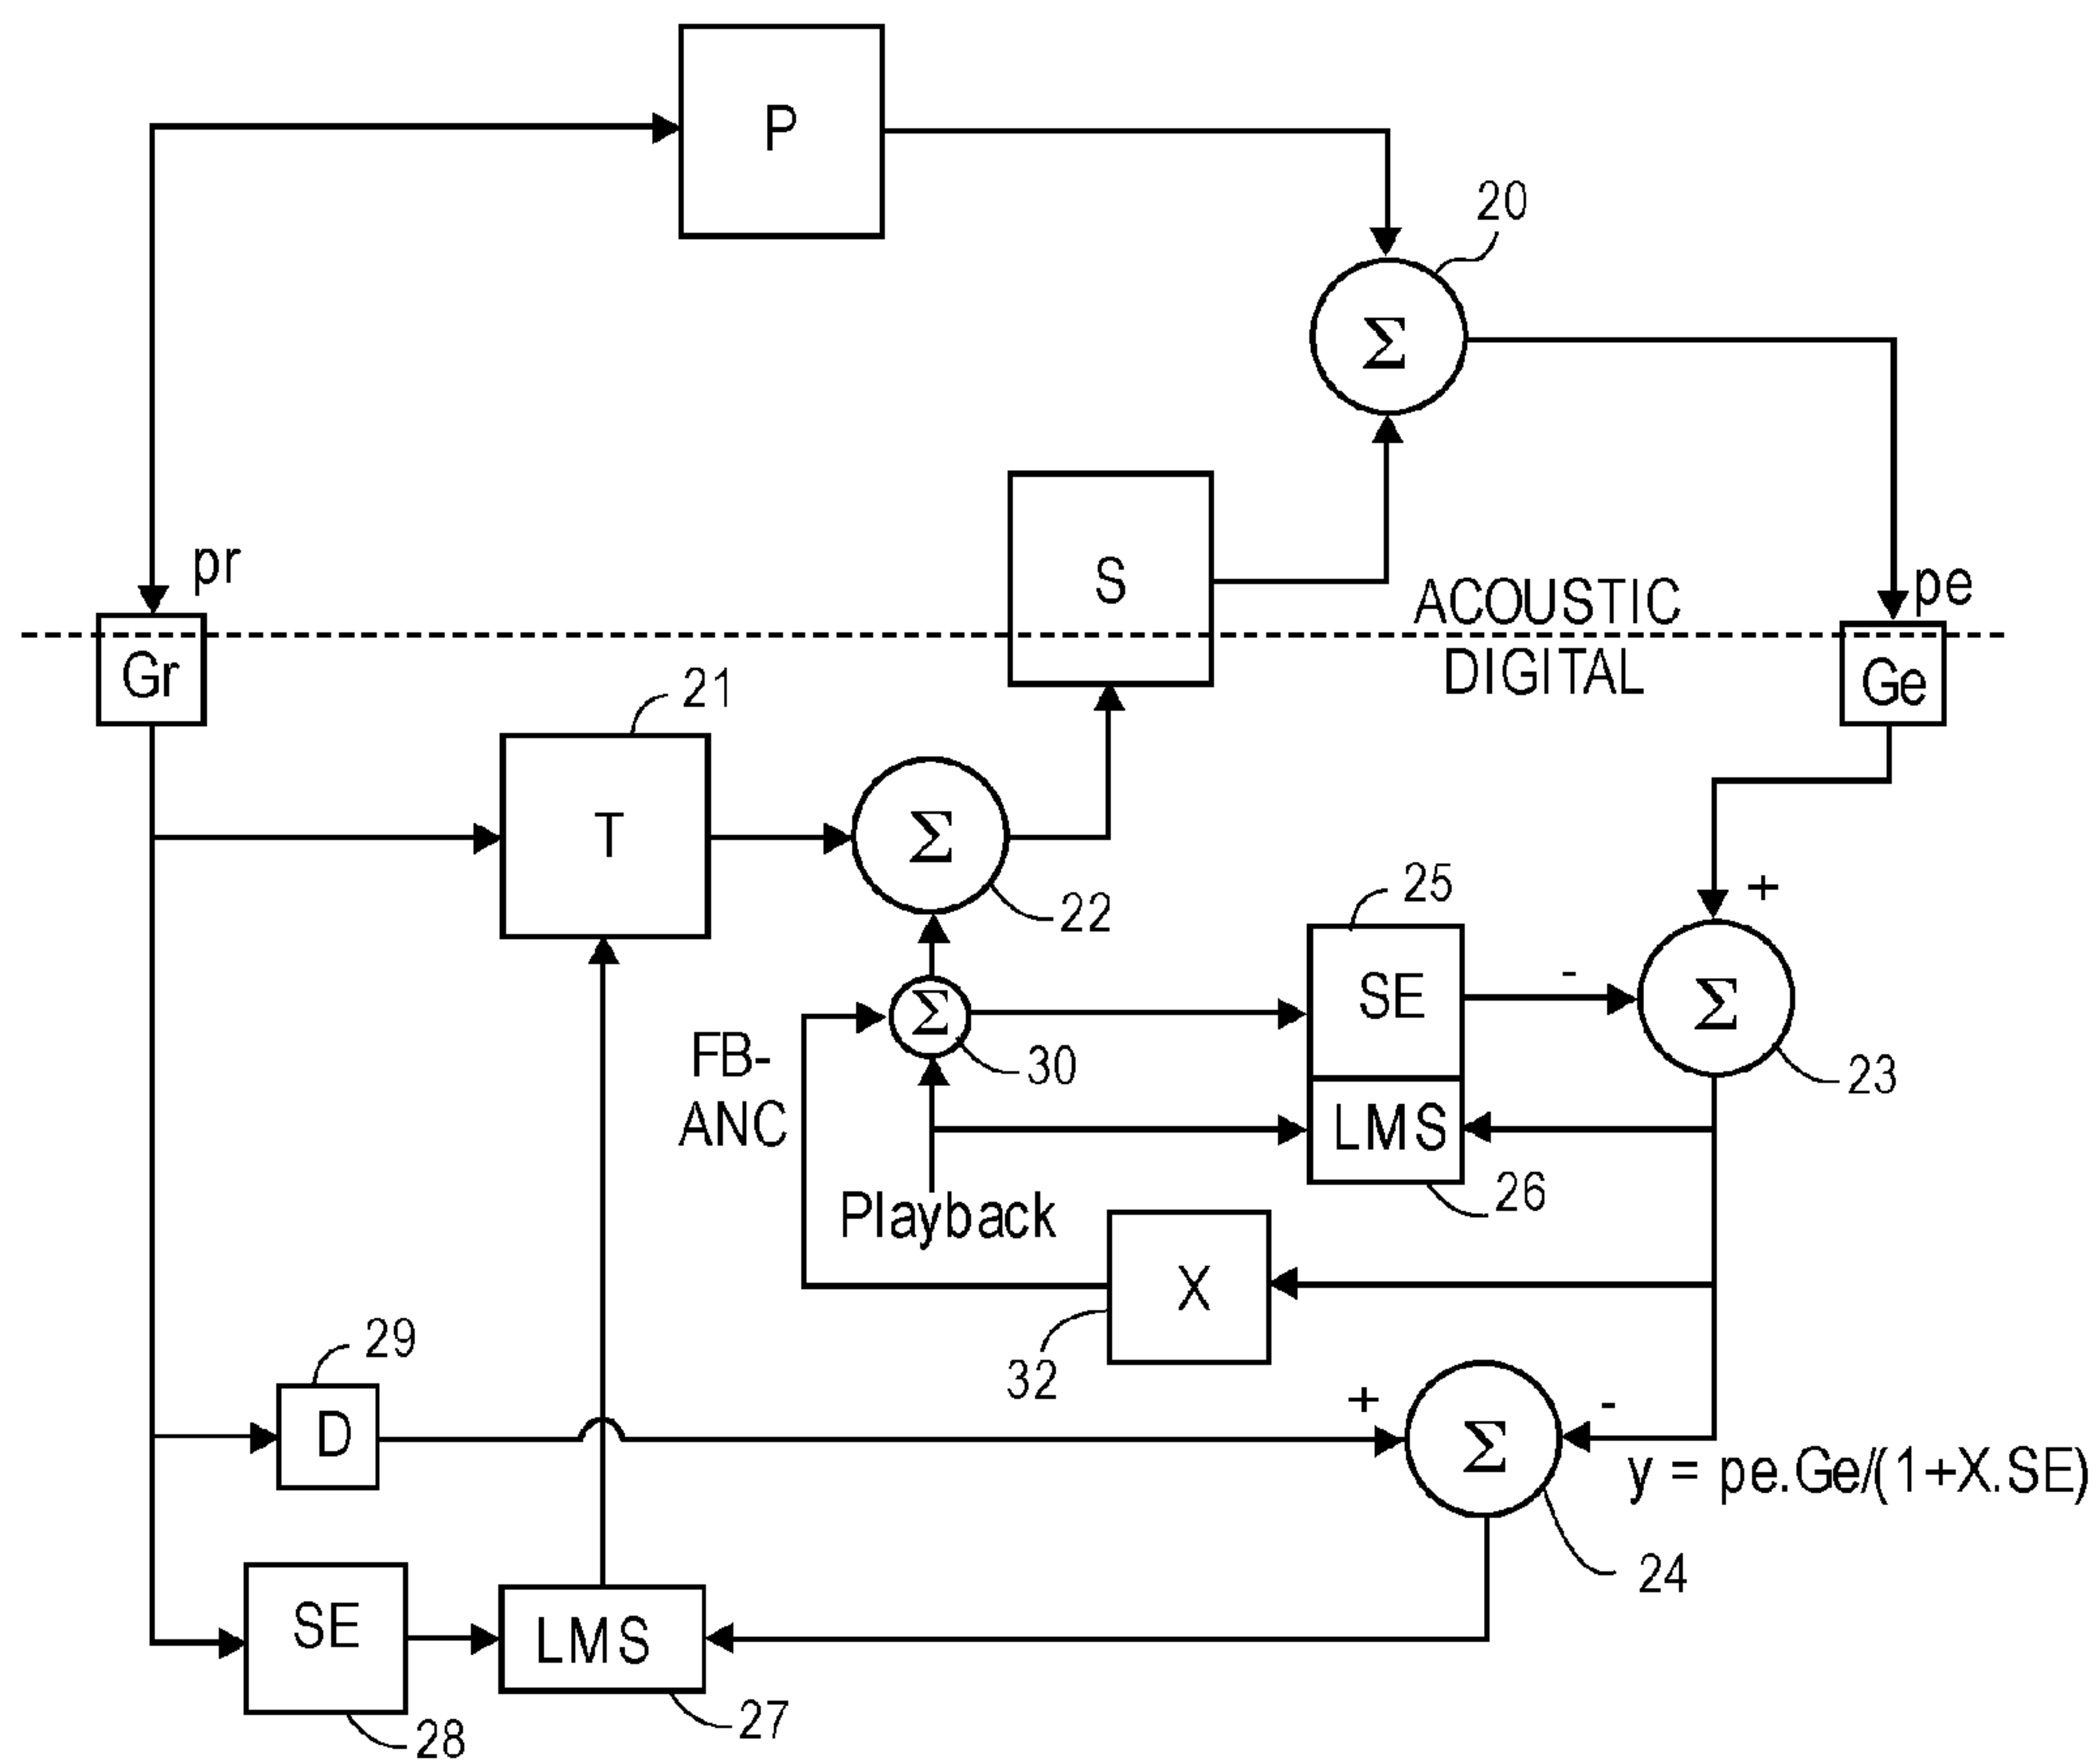 P
20
Σ
pr
S
ACOUSTIC
pe
Gr
DIGITAL
Ge
21
T
Σ
22
25
+
SE
-
Σ
23
Σ
30
FB-
ANC
LMS
26
Playback
X
32
29
D
+
Σ
-
y = pe.Ge/(1+X.SE)
24
SE
28
LMS
27